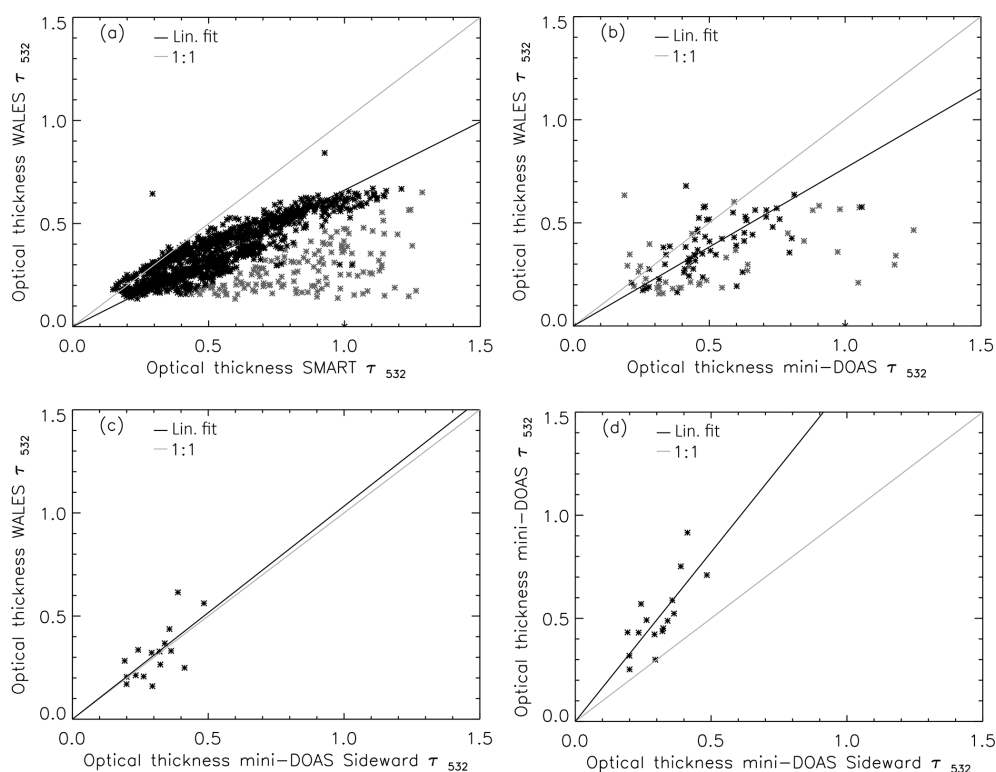 (a)
Lin. fit
1:1
Optical thickness WALES τ 532
1.5
1.0
0.5
0.0
0.0 0.5 1.0 1.5
Optical thickness SMART τ 532
(b)
Lin. fit
1:1
Optical thickness WALES τ 532
1.5
1.0
0.5
0.0
0.0 0.5 1.0 1.5
Optical thickness mini-DOAS τ 532
(c)
Lin. fit
1:1
Optical thickness WALES τ 532
1.5
1.0
0.5
0.0
0.0 0.5 1.0 1.5
Optical thickness mini-DOAS Sideward τ 532
(d)
Lin. fit
1:1
Optical thickness mini-DOAS τ 532
1.5
1.0
0.5
0.0
0.0 0.5 1.0 1.5
Optical thickness mini-DOAS Sideward τ 532